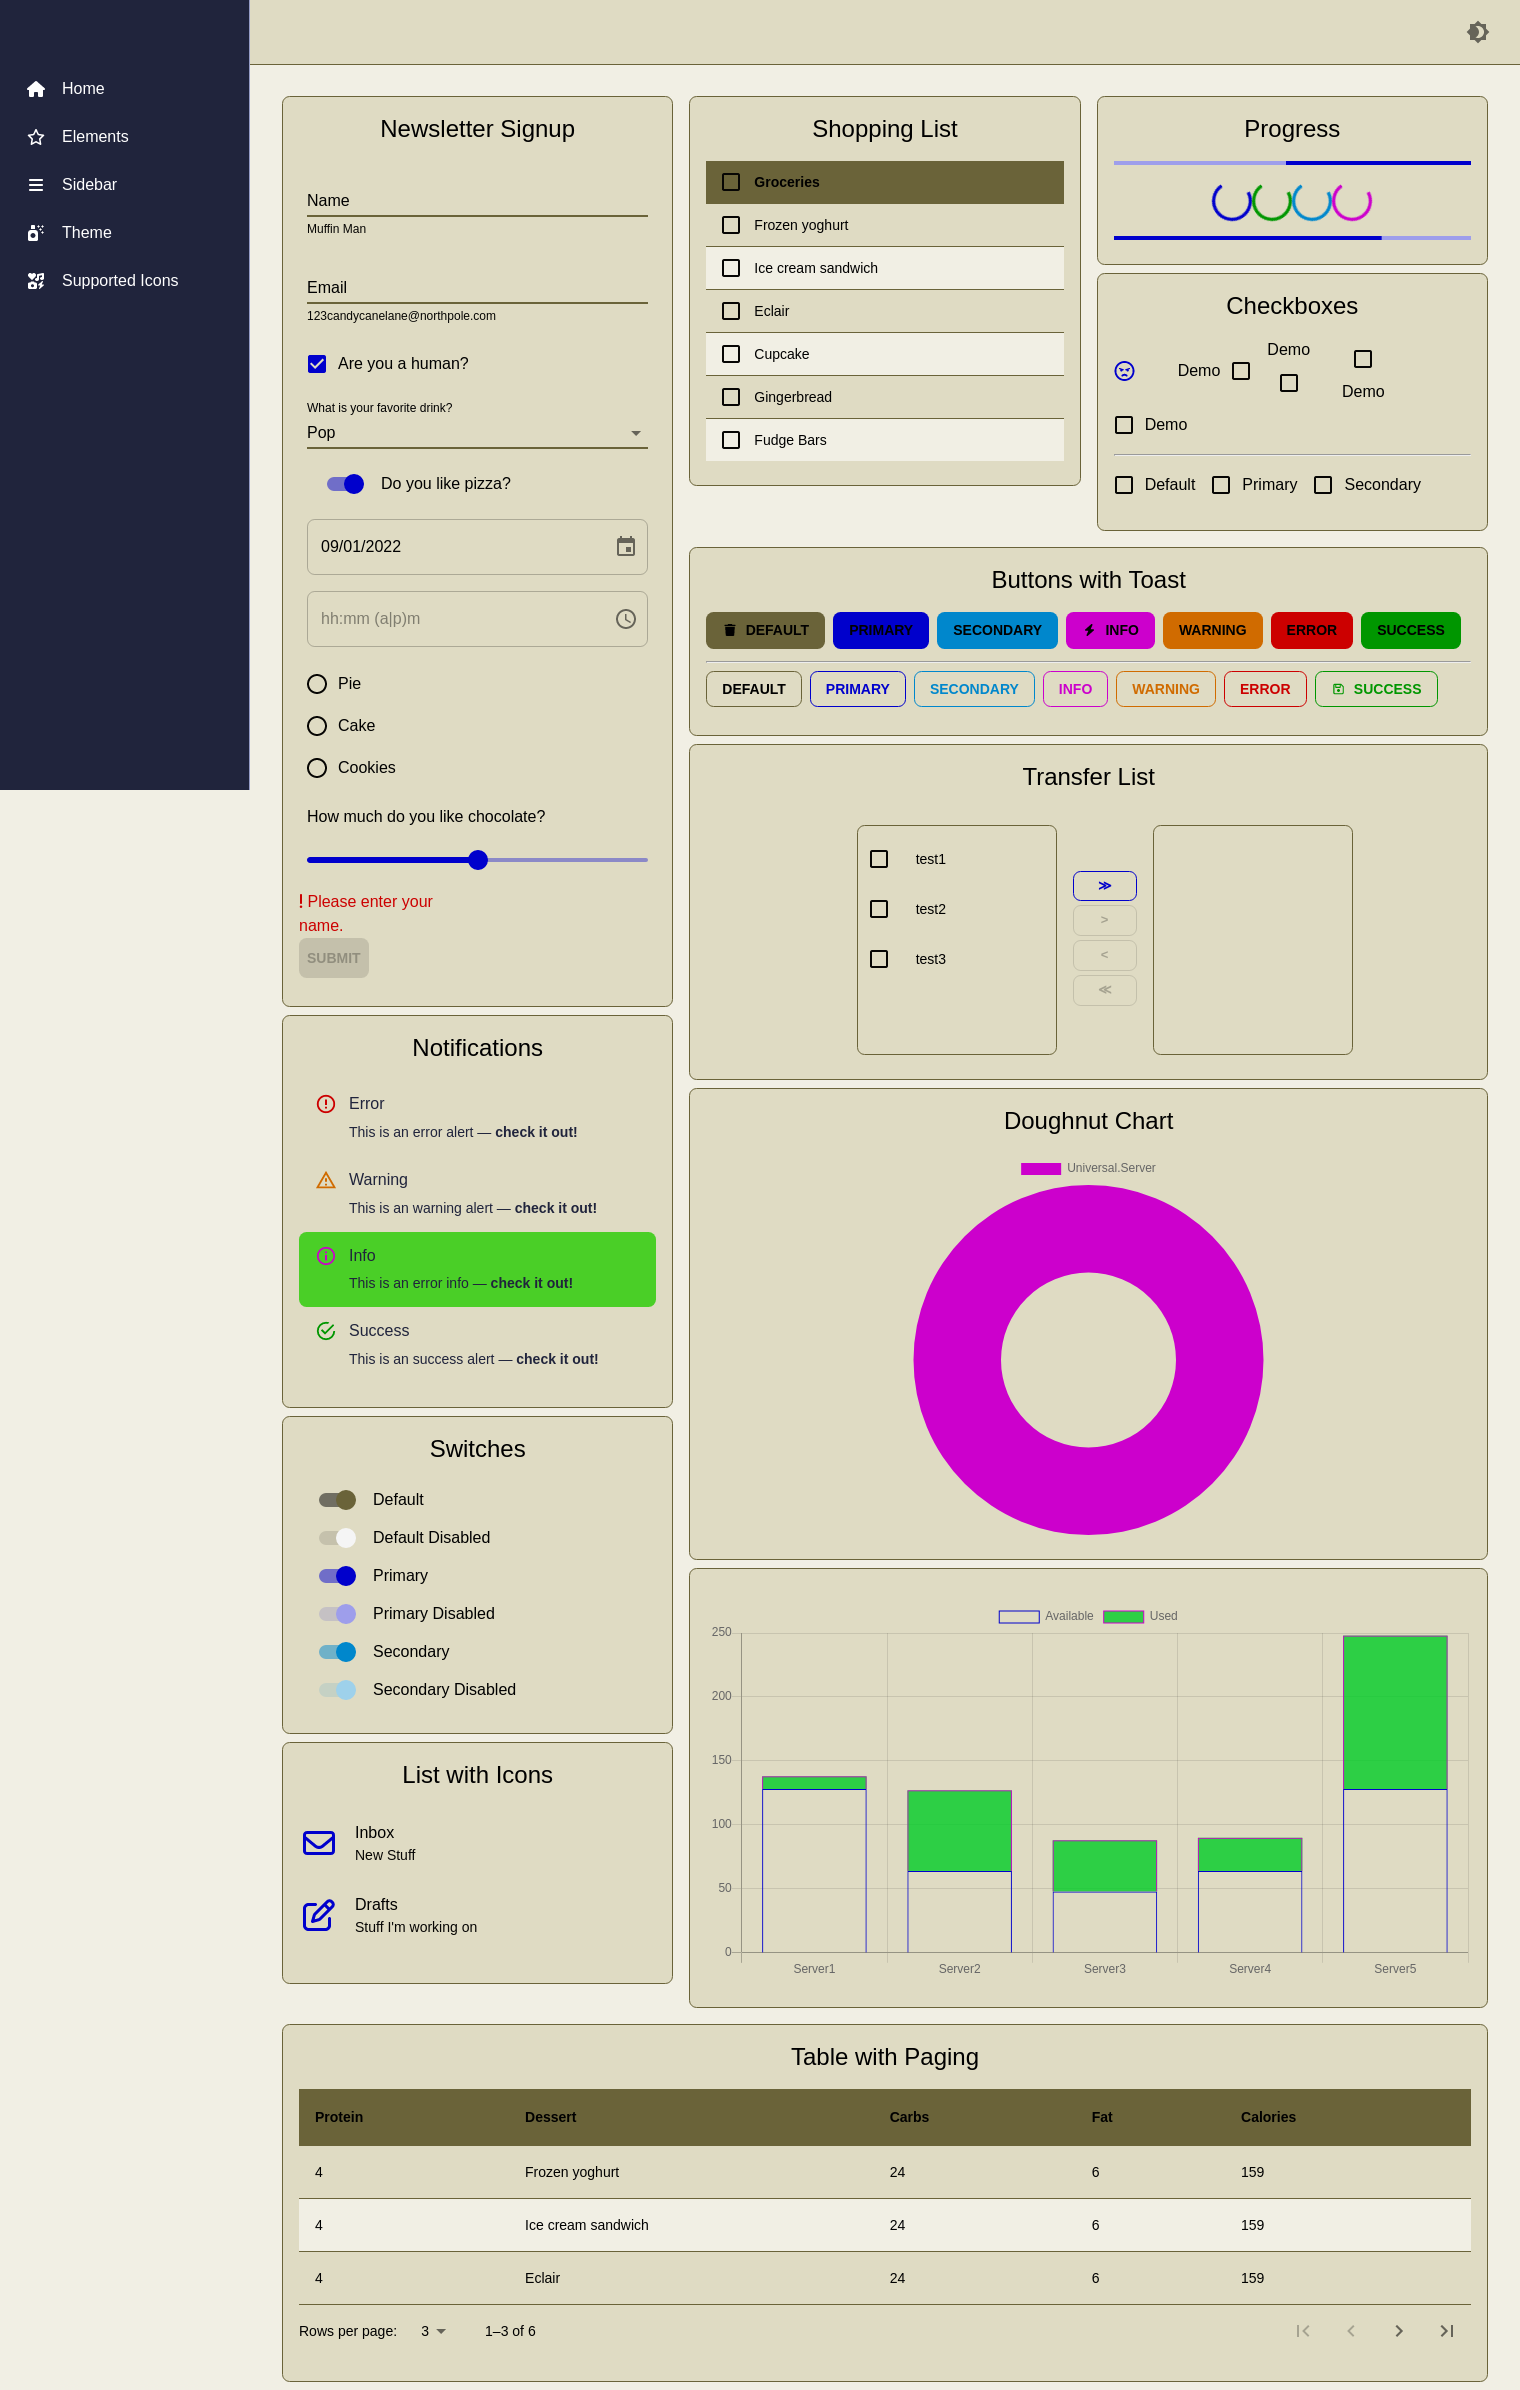 Home
Elements
Sidebar
Theme
Supported Icons
Newsletter Signup
Name
Muffin Man
Email
123candycanelane@northpole.com
Are you a human?
What is your favorite drink?
Pop
Do you like pizza?
09/01/2022
hh:mm (a|p)m
Pie
Cake
Cookies
How much do you like chocolate?
! Please enter your
name.
SUBMIT
Notifications
Error
This is an error alert — check it out!
Warning
This is an warning alert — check it out!
Info
This is an error info — check it out!
Success
This is an success alert — check it out!
Switches
Default
Default Disabled
Primary
Primary Disabled
Secondary
Secondary Disabled
List with Icons
Inbox
New Stuff
Drafts
Stuff I'm working on
Shopping List
Groceries
Frozen yoghurt
Ice cream sandwich
Eclair
Cupcake
Gingerbread
Fudge Bars
Progress
Checkboxes
Demo
Demo
Demo
Demo
Default Primary Secondary
Buttons with Toast
DEFAULT PRIMARY SECONDARY INFO WARNING ERROR SUCCESS
DEFAULT PRIMARY SECONDARY INFO WARNING ERROR SUCCESS
Transfer List
test1
test2
test3
≫
>
<
≪
Doughnut Chart
Universal.Server
Available Used
250
200
150
100
50
0
Server1 Server2 Server3 Server4 Server5
Table with Paging
Protein Dessert Carbs Fat Calories
4 Frozen yoghurt 24 6 159
4 Ice cream sandwich 24 6 159
4 Eclair 24 6 159
Rows per page: 3 1–3 of 6